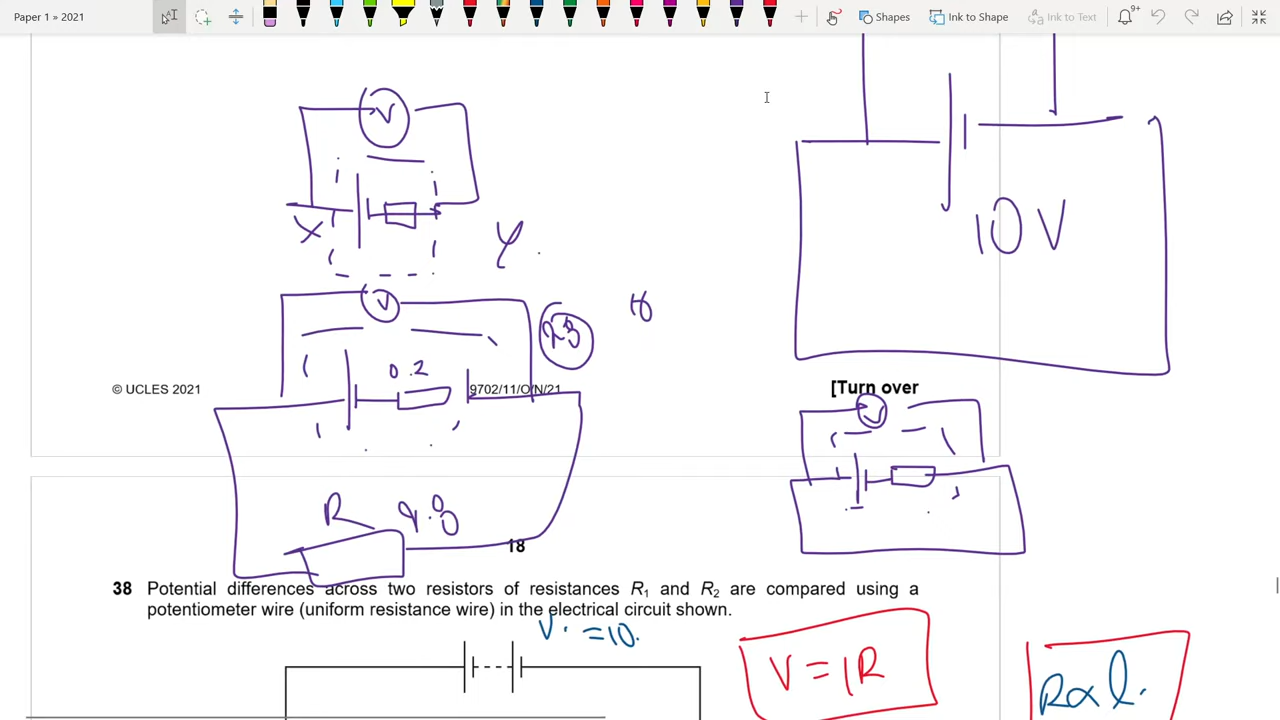 Paper 1 » 2021
Shapes
Ink to Shape
Ink to Text
9+
V
X
Y
10V
V
0.2
© UCLES 2021
9702/11/O/N/21
[Turn over
V
R
9.8
18
38 Potential differences across two resistors of resistances R₁ and R₂ are compared using a
potentiometer wire (uniform resistance wire) in the electrical circuit shown.
V. =10.
V=IR
R∝ l.